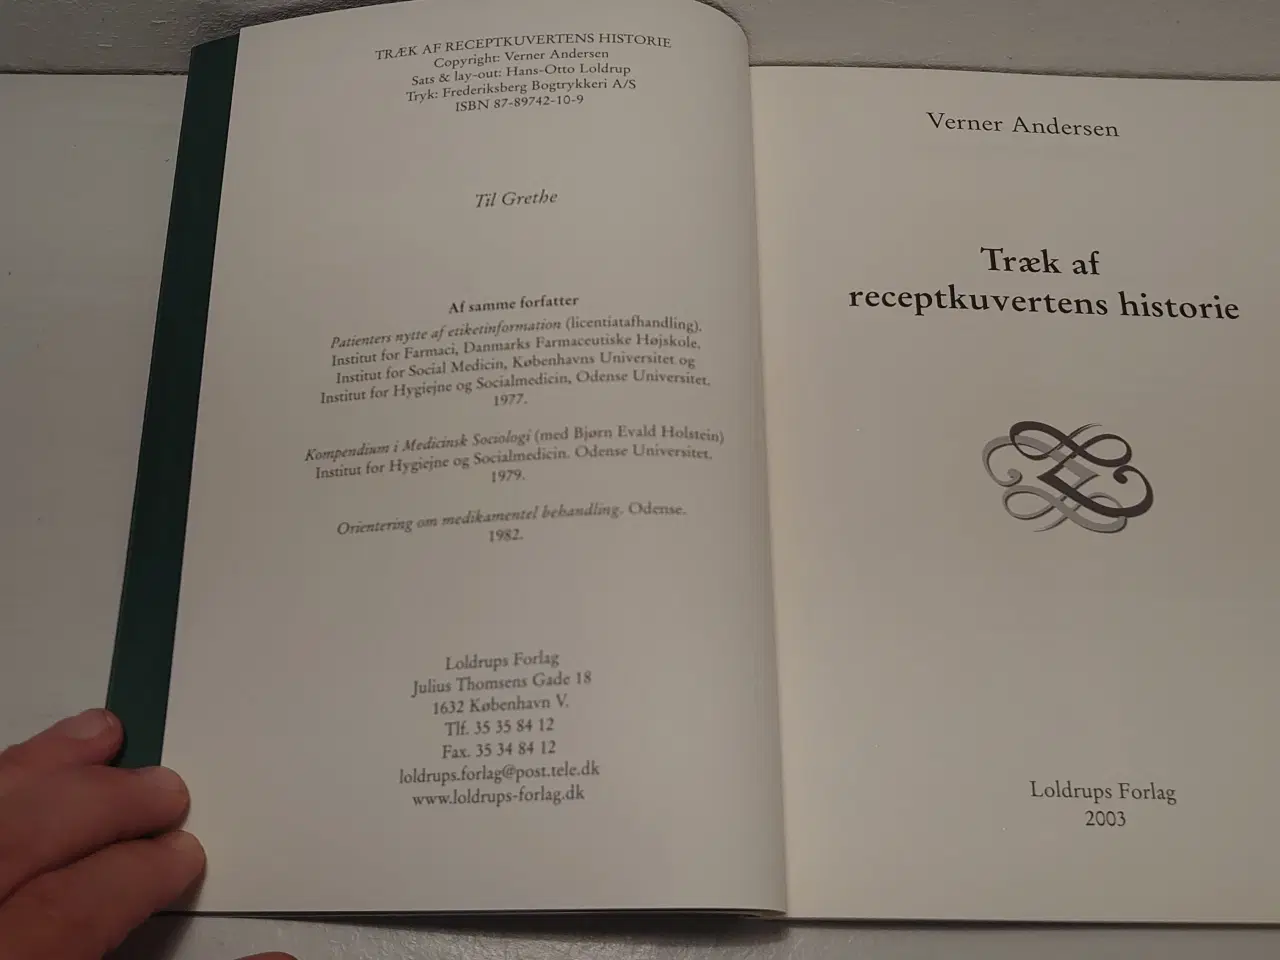 TRÆK AF RECEPTKUVERTENS HISTORIE
Copyright: Verner Andersen
Sats & lay-out: Hans-Otto Loldrup
Tryk: Frederiksberg Bogtrykkeri A/S
ISBN 87-89742-10-9
Til Grethe
Af samme forfatter
Patienters nytte af etiketinformation (licentiatafhandling).
Institut for Farmaci, Danmarks Farmaceutiske Højskole,
Institut for Social Medicin, Københavns Universitet og
Institut for Hygiejne og Socialmedicin, Odense Universitet.
1977.
Kompendium i Medicinsk Sociologi (med Bjørn Evald Holstein)
Institut for Hygiejne og Socialmedicin. Odense Universitet.
1979.
Orientering om medikamentel behandling. Odense.
1982.
Loldrups Forlag
Julius Thomsens Gade 18
1632 København V.
Tlf. 35 35 84 12
Fax. 35 34 84 12
loldrups.forlag@post.tele.dk
www.loldrups-forlag.dk
Verner Andersen
Træk af
receptkuvertens historie
Loldrups Forlag
2003